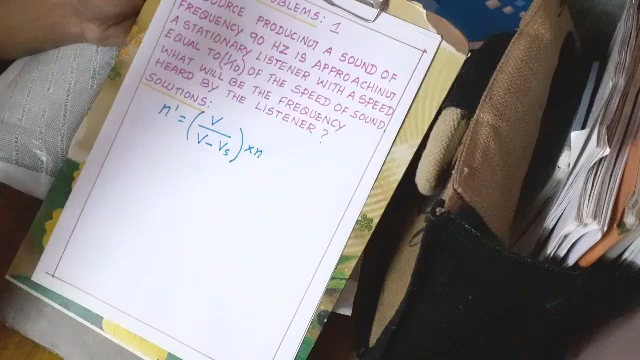 PROBLEMS: 1
SOURCE PRODUCING A SOUND OF
FREQUENCY 90 HZ IS APPROACHING
A STATIONARY LISTENER WITH A SPEED
EQUAL TO (1/10) OF THE SPEED OF SOUND.
WHAT WILL BE THE FREQUENCY
HEARD BY THE LISTENER?
SOLUTIONS:
n' = (V / V - Vs) × n